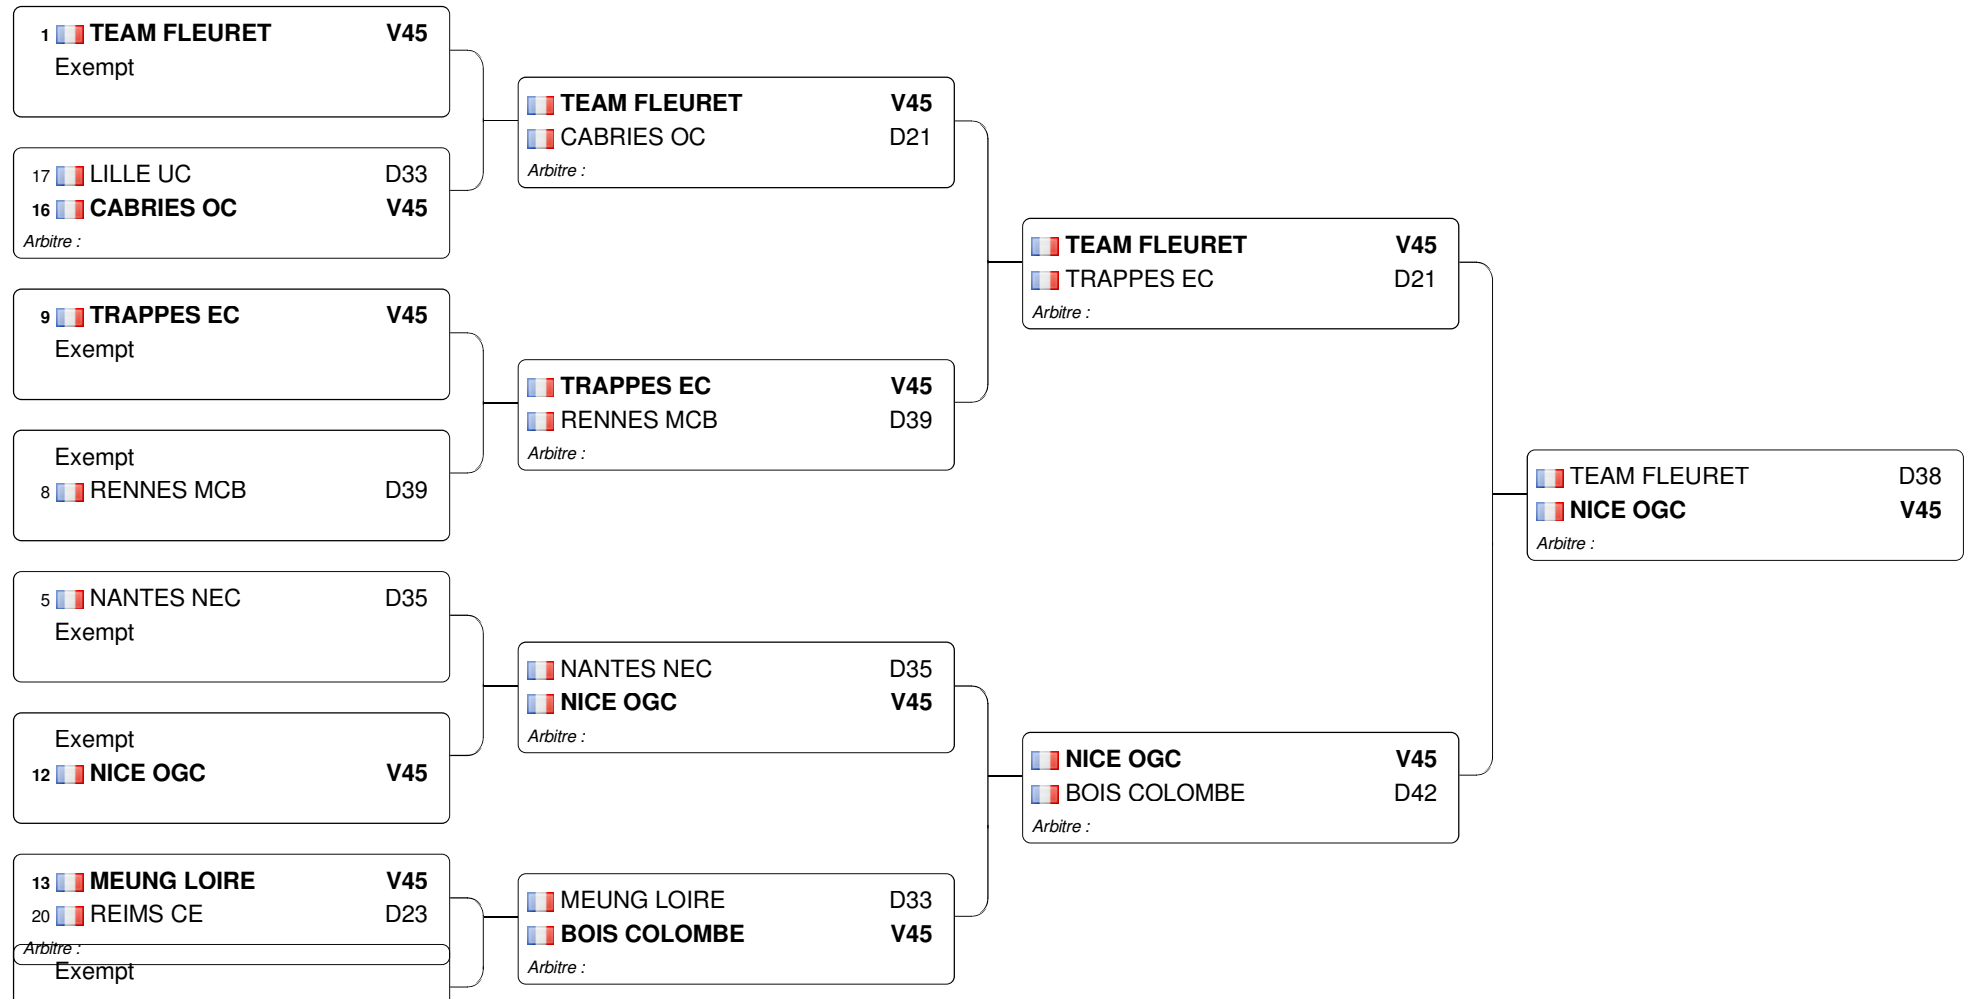 1 TEAM FLEURET V45
Exempt
17 LILLE UC D33
16 CABRIES OC V45
Arbitre :
9 TRAPPES EC V45
Exempt
Exempt
8 RENNES MCB D39
5 NANTES NEC D35
Exempt
Exempt
12 NICE OGC V45
13 MEUNG LOIRE V45
20 REIMS CE D23
Arbitre :
Exempt
TEAM FLEURET V45
CABRIES OC D21
Arbitre :
TRAPPES EC V45
RENNES MCB D39
Arbitre :
NANTES NEC D35
NICE OGC V45
Arbitre :
MEUNG LOIRE D33
BOIS COLOMBE V45
Arbitre :
TEAM FLEURET V45
TRAPPES EC D21
Arbitre :
NICE OGC V45
BOIS COLOMBE D42
Arbitre :
TEAM FLEURET D38
NICE OGC V45
Arbitre :